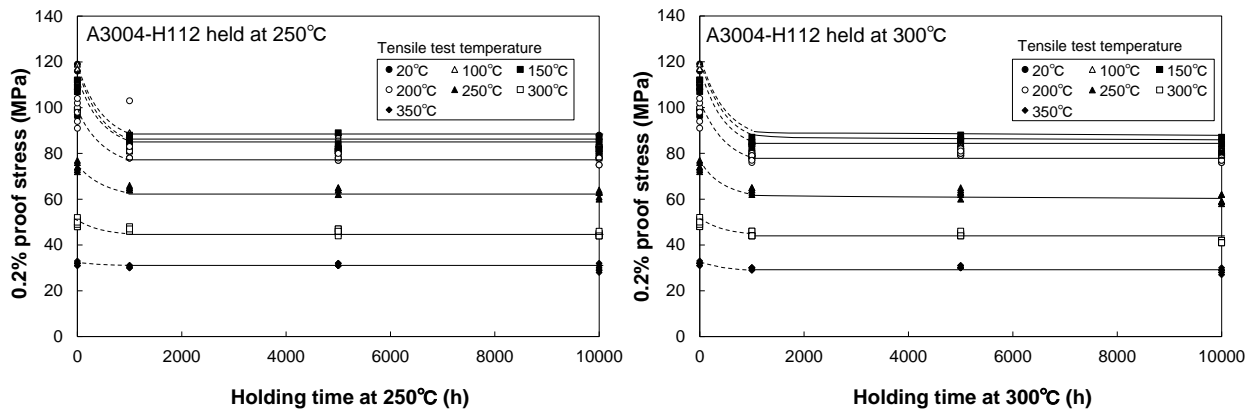 A3004-H112 held at 250℃
Tensile test temperature
20℃ 100℃ 150℃
200℃ 250℃ 300℃
350℃
0.2% proof stress (MPa)
140
120
100
80
60
40
20
0
0 2000 4000 6000 8000 10000
Holding time at 250℃ (h)
A3004-H112 held at 300℃
Tensile test temperature
20℃ 100℃ 150℃
200℃ 250℃ 300℃
350℃
0.2% proof stress (MPa)
140
120
100
80
60
40
20
0
0 2000 4000 6000 8000 10000
Holding time at 300℃ (h)